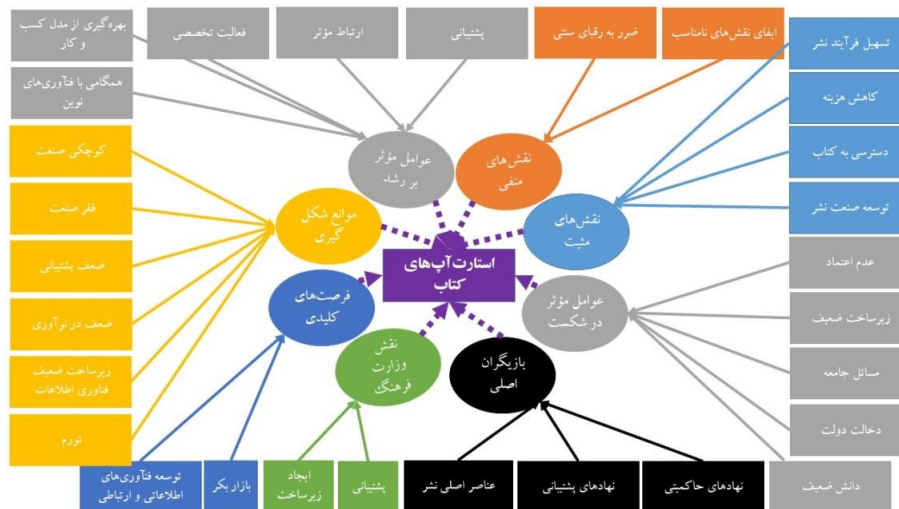 بهره‌گیری از مدل کسب
و کار
فعالیت تخصصی
ارتباط مؤثر
پشتیبانی
ضرر به رقبای سنتی
ایفای نقش‌های نامناسب
تسهیل فرآیند نشر
کاهش هزینه
دسترسی به کتاب
توسعه صنعت نشر
همگامی با فنآوری‌های
نوین
کوچکی صنعت
فقر صنعت
ضعف پشتیبانی
ضعف در نوآوری
زیرساخت ضعیف
فناوری اطلاعات
تورم
عوامل مؤثر
بر رشد
نقش‌های
منفی
موانع شکل
گیری
نقش‌های
مثبت
استارت‌آپ‌های
کتاب
فرصت‌های
کلیدی
عوامل مؤثر
در شکست
نقش
وزارت
فرهنگ
بازیگران
اصلی
عدم اعتماد
زیرساخت ضعیف
مسائل جامعه
دخالت دولت
دانش ضعیف
نهادهای حاکمیتی
نهادهای پشتیبانی
عناصر اصلی نشر
پشتیبانی
ایجاد
زیرساخت
بازار بکر
توسعه فنآوری‌های
اطلاعاتی و ارتباطی